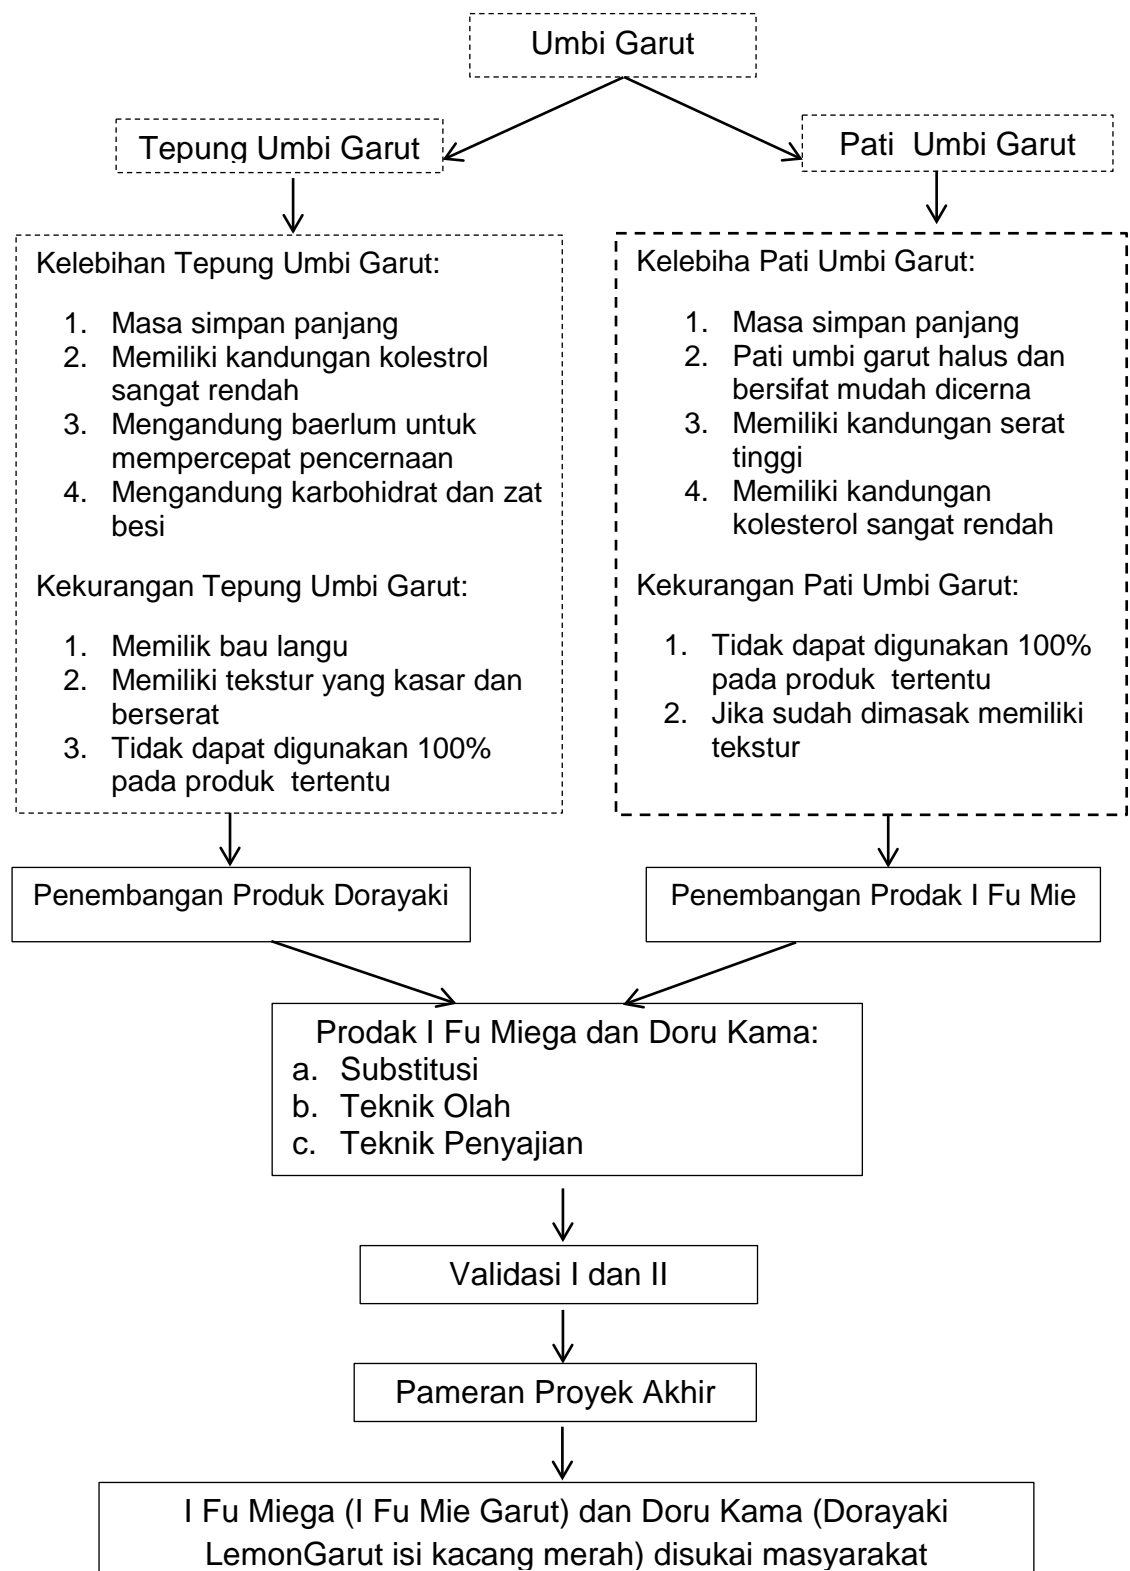 Umbi Garut
Tepung Umbi Garut
Pati Umbi Garut
Kelebihan Tepung Umbi Garut:
1. Masa simpan panjang
2. Memiliki kandungan kolestrol
sangat rendah
3. Mengandung baerlum untuk
mempercepat pencernaan
4. Mengandung karbohidrat dan zat
besi
Kekurangan Tepung Umbi Garut:
1. Memilik bau langu
2. Memiliki tekstur yang kasar dan
berserat
3. Tidak dapat digunakan 100%
pada produk tertentu
Kelebiha Pati Umbi Garut:
1. Masa simpan panjang
2. Pati umbi garut halus dan
bersifat mudah dicerna
3. Memiliki kandungan serat
tinggi
4. Memiliki kandungan
kolesterol sangat rendah
Kekurangan Pati Umbi Garut:
1. Tidak dapat digunakan 100%
pada produk tertentu
2. Jika sudah dimasak memiliki
tekstur
Penembangan Produk Dorayaki
Penembangan Prodak I Fu Mie
Prodak I Fu Miega dan Doru Kama:
a. Substitusi
b. Teknik Olah
c. Teknik Penyajian
Validasi I dan II
Pameran Proyek Akhir
I Fu Miega (I Fu Mie Garut) dan Doru Kama (Dorayaki
LemonGarut isi kacang merah) disukai masyarakat